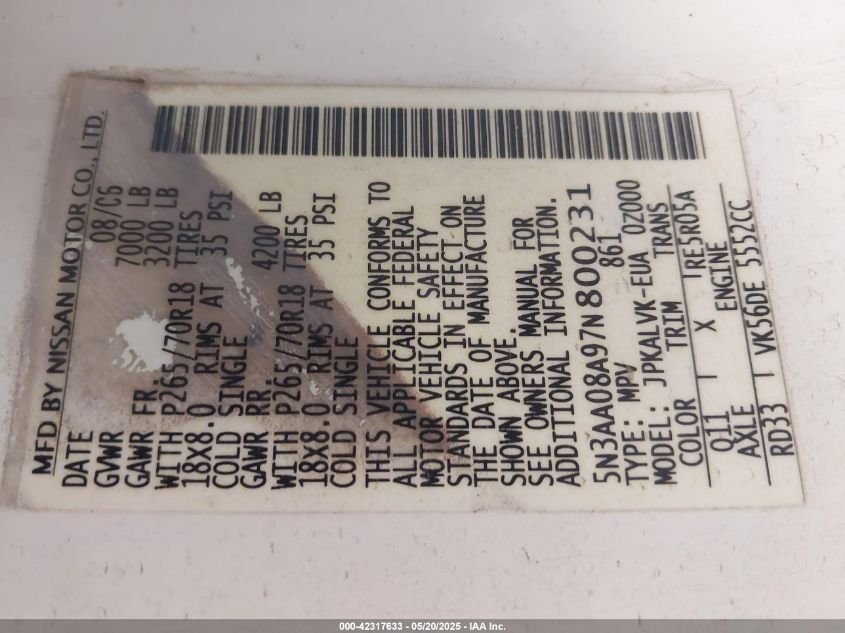 MFD BY NISSAN MOTOR CO., LTD.
DATE 08/06
GVWR 7000 LB
GAWR FR. 3200 LB
WITH P265/70R18 TIRES
18X8.0 RIMS AT 35 PSI
COLD SINGLE
GAWR RR. 4200 LB
WITH P265/70R18 TIRES
18X8.0 RIMS AT 35 PSI
COLD SINGLE
THIS VEHICLE CONFORMS TO
ALL APPLICABLE FEDERAL
MOTOR VEHICLE SAFETY
STANDARDS IN EFFECT ON
THE DATE OF MANUFACTURE
SHOWN ABOVE.
SEE OWNERS MANUAL FOR
ADDITIONAL INFORMATION.
5N3AA08A97N800231
TYPE: MPV 861
MODEL: JPKALVK-EUA 0Z000
COLOR TRIM TRANS
Q11 X RE5R05A
AXLE ENGINE
RD33 VK56DE 5552CC
000-42317633 - 05/20/2025 - IAA Inc.